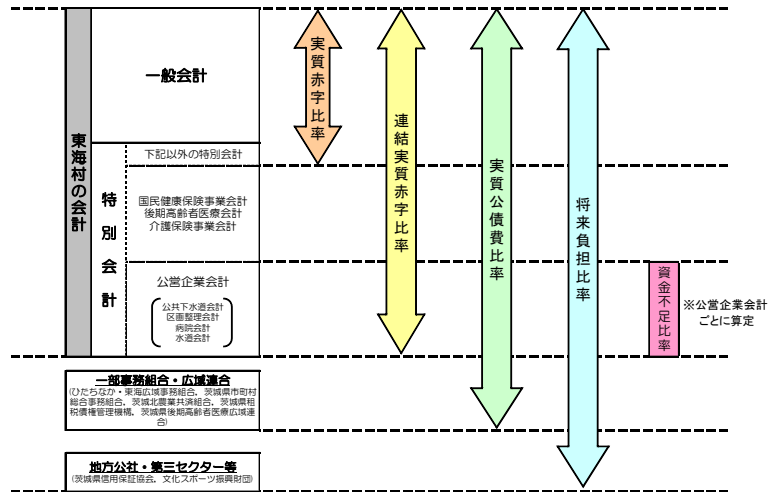 東海村の会計
一般会計
特別会計
下記以外の特別会計
国民健康保険事業会計
後期高齢者医療会計
介護保険事業会計
公営企業会計
公共下水道会計
区画整理会計
病院会計
水道会計
実質赤字比率
連結実質赤字比率
実質公債費比率
将来負担比率
資金不足比率
※公営企業会計
ごとに算定
一部事務組合・広域連合
(ひたちなか・東海広域事務組合、茨城県市町村
総合事務組合、茨城北農業共済組合、茨城県租
税債権管理機構、茨城県後期高齢者医療広域連
合)
地方公社・第三セクター等
(茨城県信用保証協会、文化スポーツ振興財団)